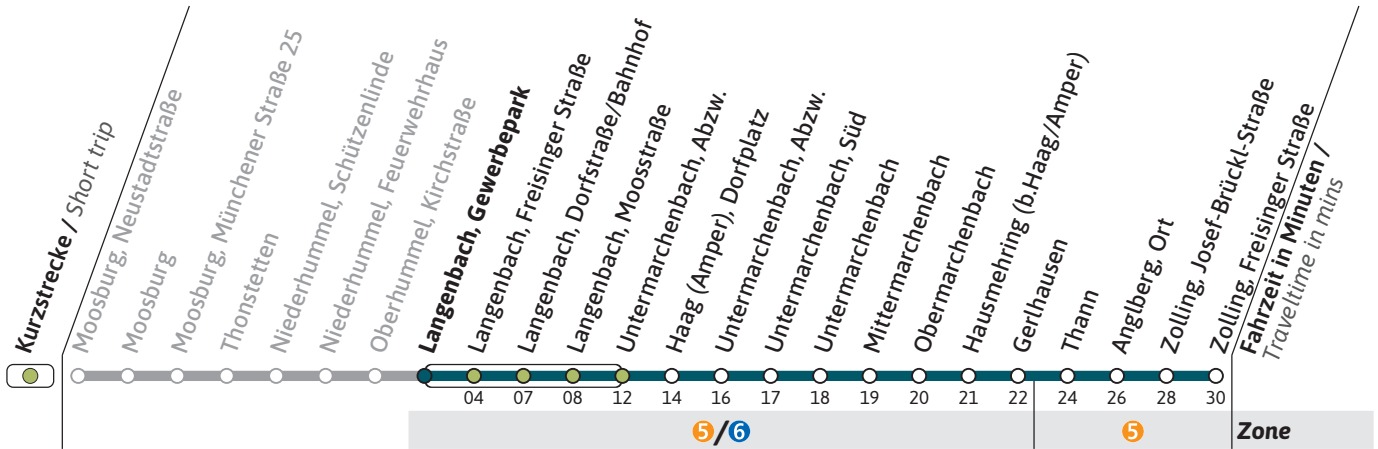 Kurzstrecke / Short trip
Moosburg, Neustadtstraße
Moosburg
Moosburg, Münchener Straße 25
Thonstetten
Niederhummel, Schützenlinde
Niederhummel, Feuerwehrhaus
Oberhummel, Kirchstraße
Langenbach, Gewerbepark
Langenbach, Freisinger Straße
Langenbach, Dorfstraße/Bahnhof
Langenbach, Moosstraße
Untermarchenbach, Abzw.
Haag (Amper), Dorfplatz
Untermarchenbach, Abzw.
Untermarchenbach, Süd
Untermarchenbach
Mittermarchenbach
Obermarchenbach
Hausmehring (b.Haag/Amper)
Gerlhausen
Thann
Anglberg, Ort
Zolling, Josef-Brückl-Straße
Zolling, Freisinger Straße
Fahrzeit in Minuten /
Traveltime in mins
04 07 08 12 14 16 17 18 19 20 21 22 24 26 28 30
5/6 5 Zone